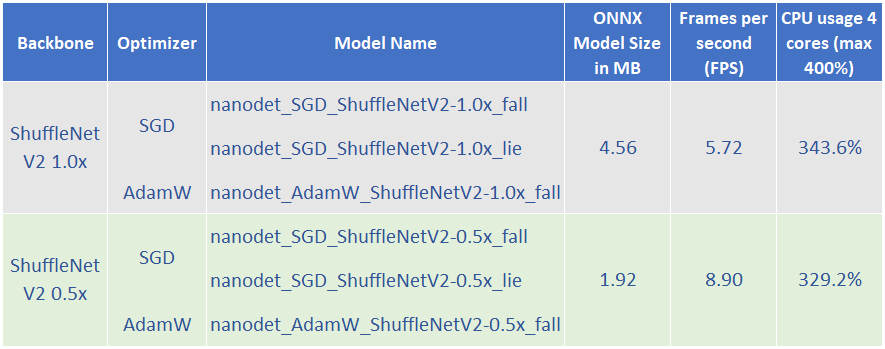 Backbone
Optimizer
Model Name
ONNX
Model Size
in MB
Frames per
second
(FPS)
CPU usage 4
cores (max
400%)
ShuffleNet
V2 1.0x
SGD
nanodet_SGD_ShuffleNetV2-1.0x_fall
nanodet_SGD_ShuffleNetV2-1.0x_lie
AdamW
nanodet_AdamW_ShuffleNetV2-1.0x_fall
4.56
5.72
343.6%
ShuffleNet
V2 0.5x
SGD
nanodet_SGD_ShuffleNetV2-0.5x_fall
nanodet_SGD_ShuffleNetV2-0.5x_lie
AdamW
nanodet_AdamW_ShuffleNetV2-0.5x_fall
1.92
8.90
329.2%